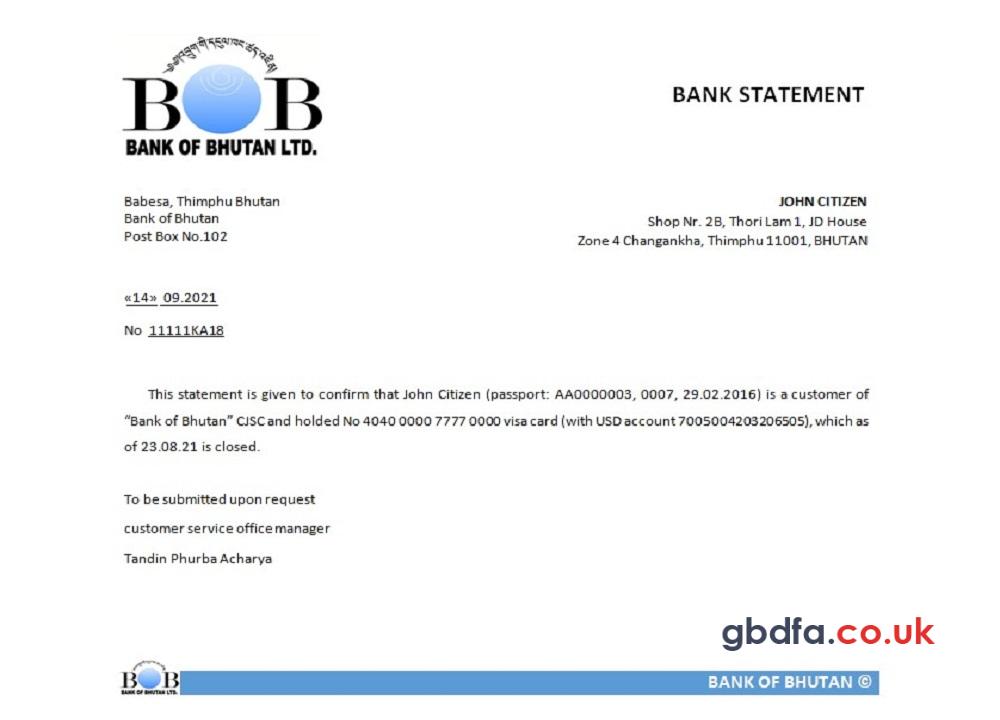 BOB
BANK OF BHUTAN LTD.
BANK STATEMENT
Babesa, Thimphu Bhutan
Bank of Bhutan
Post Box No.102
JOHN CITIZEN
Shop Nr. 2B, Thori Lam 1, JD House
Zone 4 Changankha, Thimphu 11001, BHUTAN
«14» 09.2021
No 11111KA18
This statement is given to confirm that John Citizen (passport: AA0000003, 0007, 29.02.2016) is a customer of
“Bank of Bhutan” CJSC and holded No 4040 0000 7777 0000 visa card (with USD account 7005004203206505), which as
of 23.08.21 is closed.
To be submitted upon request
customer service office manager
Tandin Phurba Acharya
gbdfa.co.uk
BOB
BANK OF BHUTAN LTD.
BANK OF BHUTAN ©